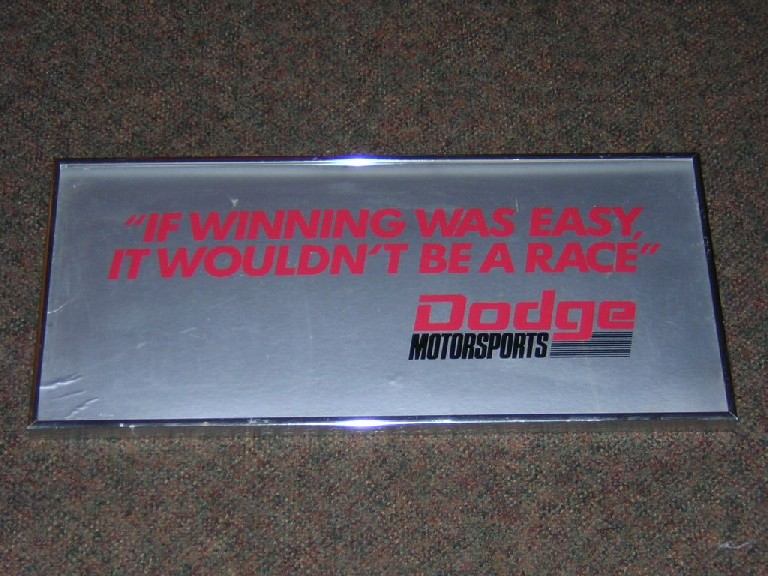 "IF WINNING WAS EASY,
IT WOULDN'T BE A RACE"
Dodge
MOTORSPORTS